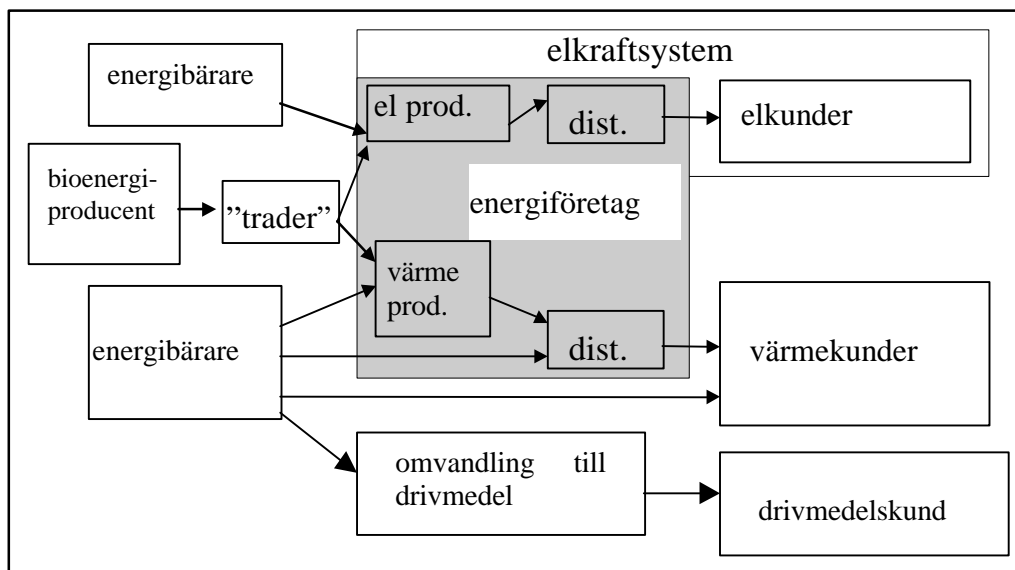 elkraftsystem
energibärare
el prod.
dist.
elkunder
bioenergi-
producent
”trader”
energiföretag
värme
prod.
energibärare
dist.
värmekunder
omvandling till
drivmedel
drivmedelskund